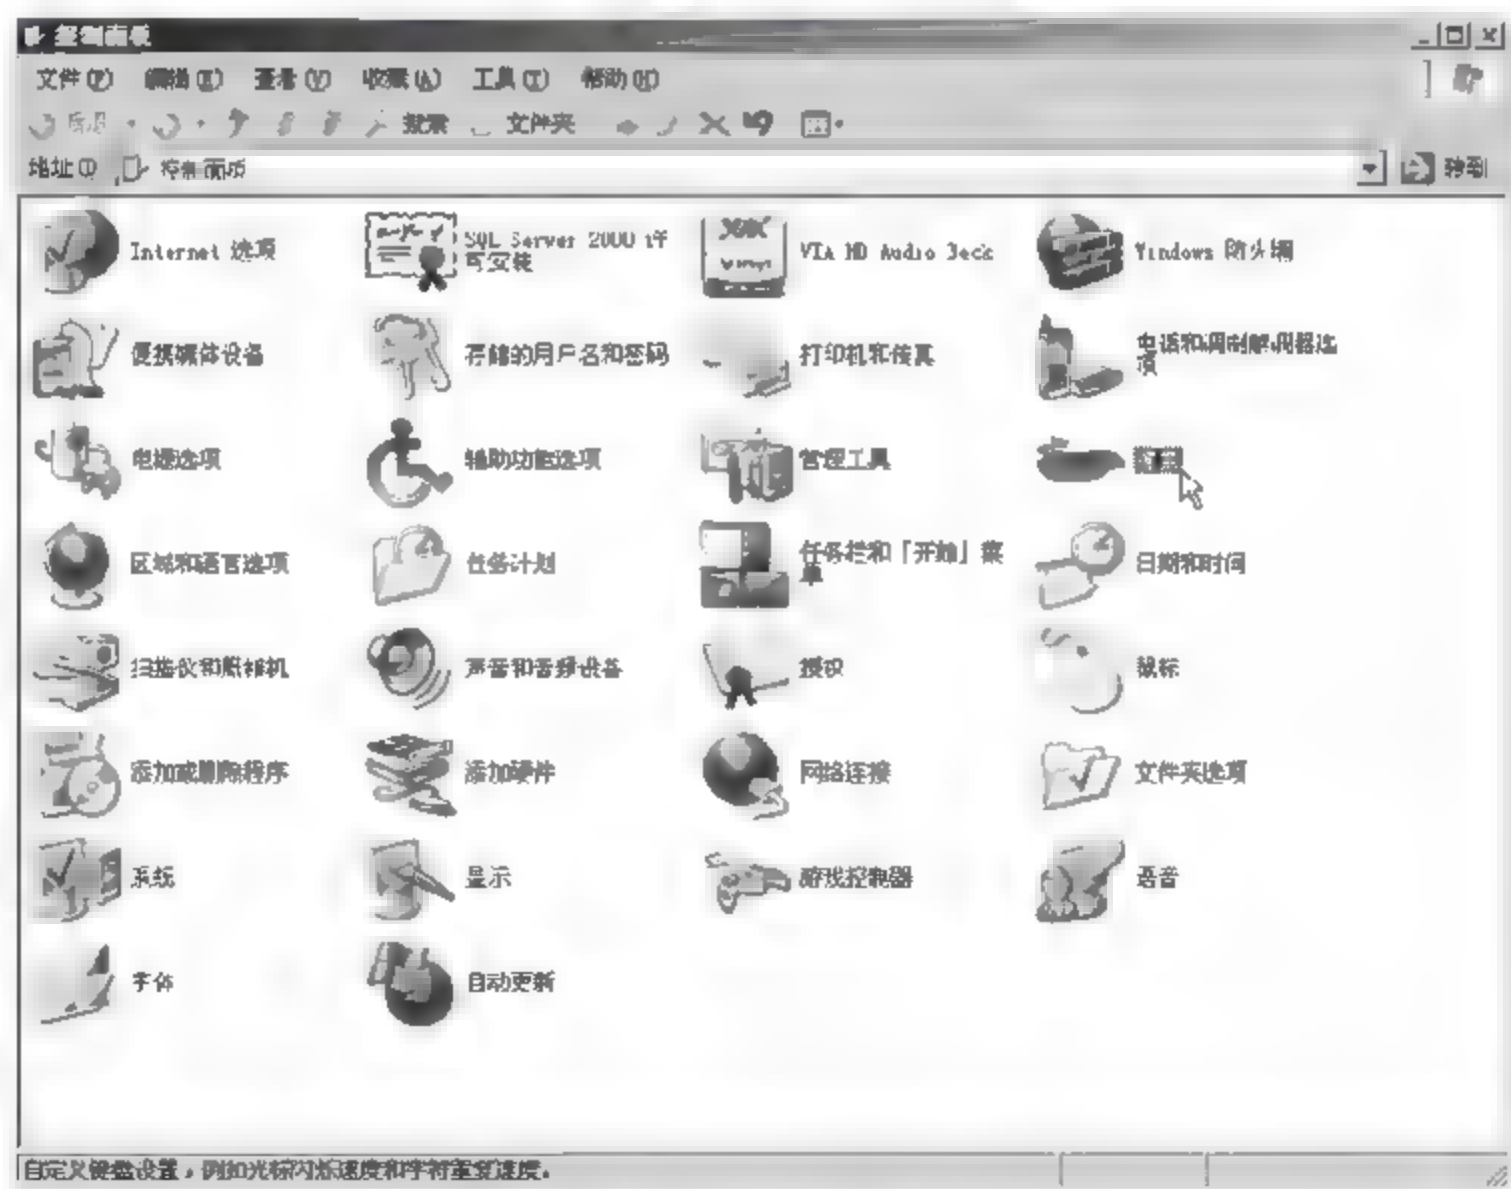 控制面板
文件(F) 编辑(E) 查看(V) 收藏(A) 工具(T) 帮助(H)
后退 搜索 文件夹
地址(D) 控制面板 转到
Internet 选项
SQL Server 2000 许
可安装
VIA HD Audio Deck
Windows 防火墙
便携媒体设备
存储的用户名和密码
打印机和传真
电话和调制解调器选
项
电源选项
辅助功能选项
管理工具
键盘
区域和语言选项
任务计划
任务栏和「开始」菜
单
日期和时间
扫描仪和照相机
声音和音频设备
授权
鼠标
添加或删除程序
添加硬件
网络连接
文件夹选项
系统
显示
游戏控制器
语音
字体
自动更新
自定义键盘设置，例如光标闪烁速度和字符重复速度。